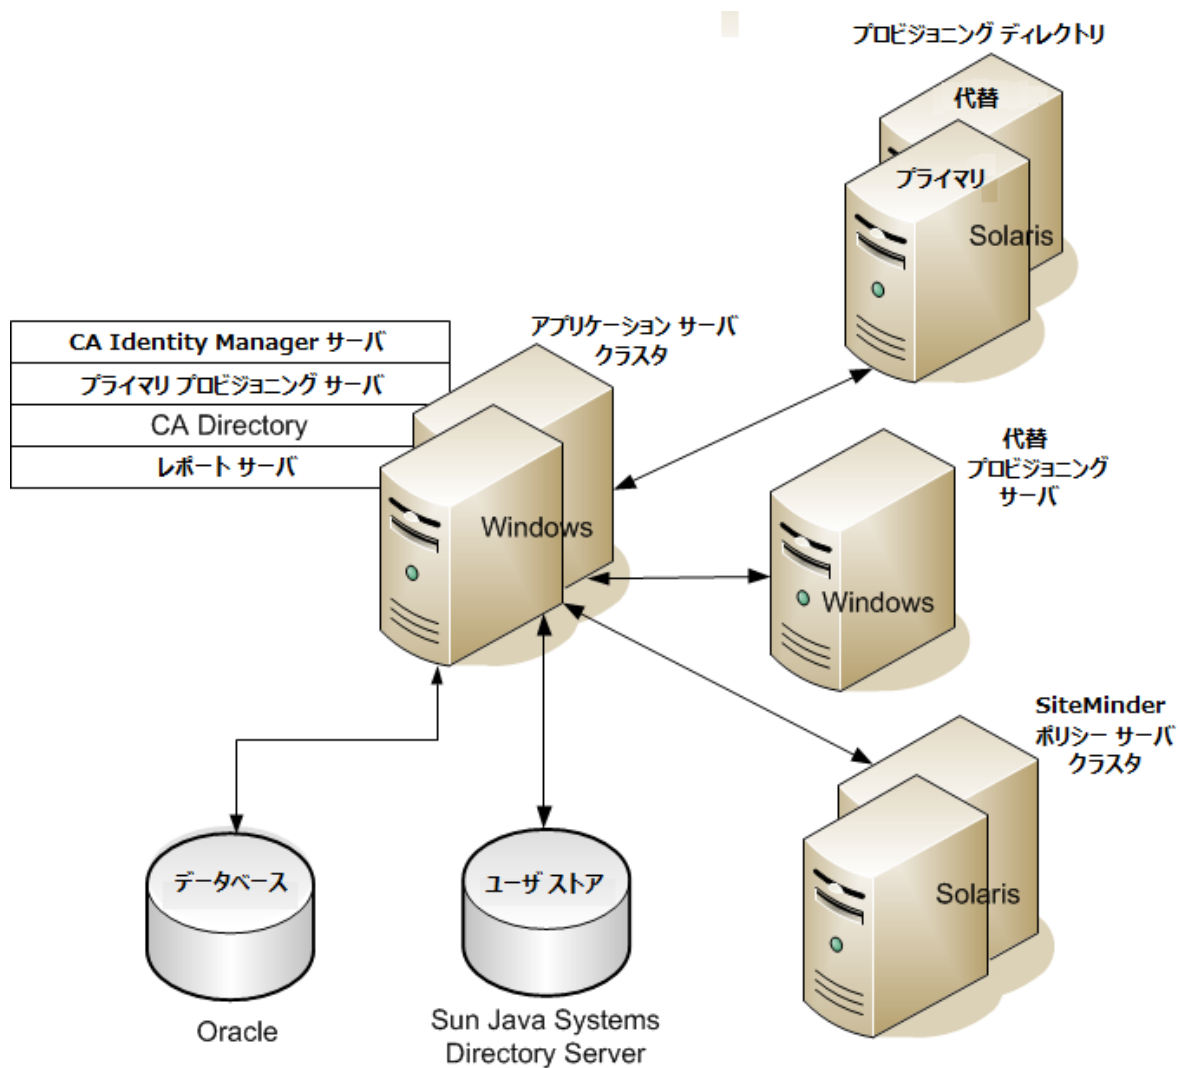 プロビジョニング ディレクトリ
代替
プライマリ
Solaris
アプリケーション サーバ
クラスタ
CA Identity Manager サーバ
プライマリ プロビジョニング サーバ
CA Directory
レポート サーバ
Windows
代替
プロビジョニング
サーバ
Windows
SiteMinder
ポリシー サーバ
クラスタ
Solaris
データベース
Oracle
ユーザ ストア
Sun Java Systems
Directory Server